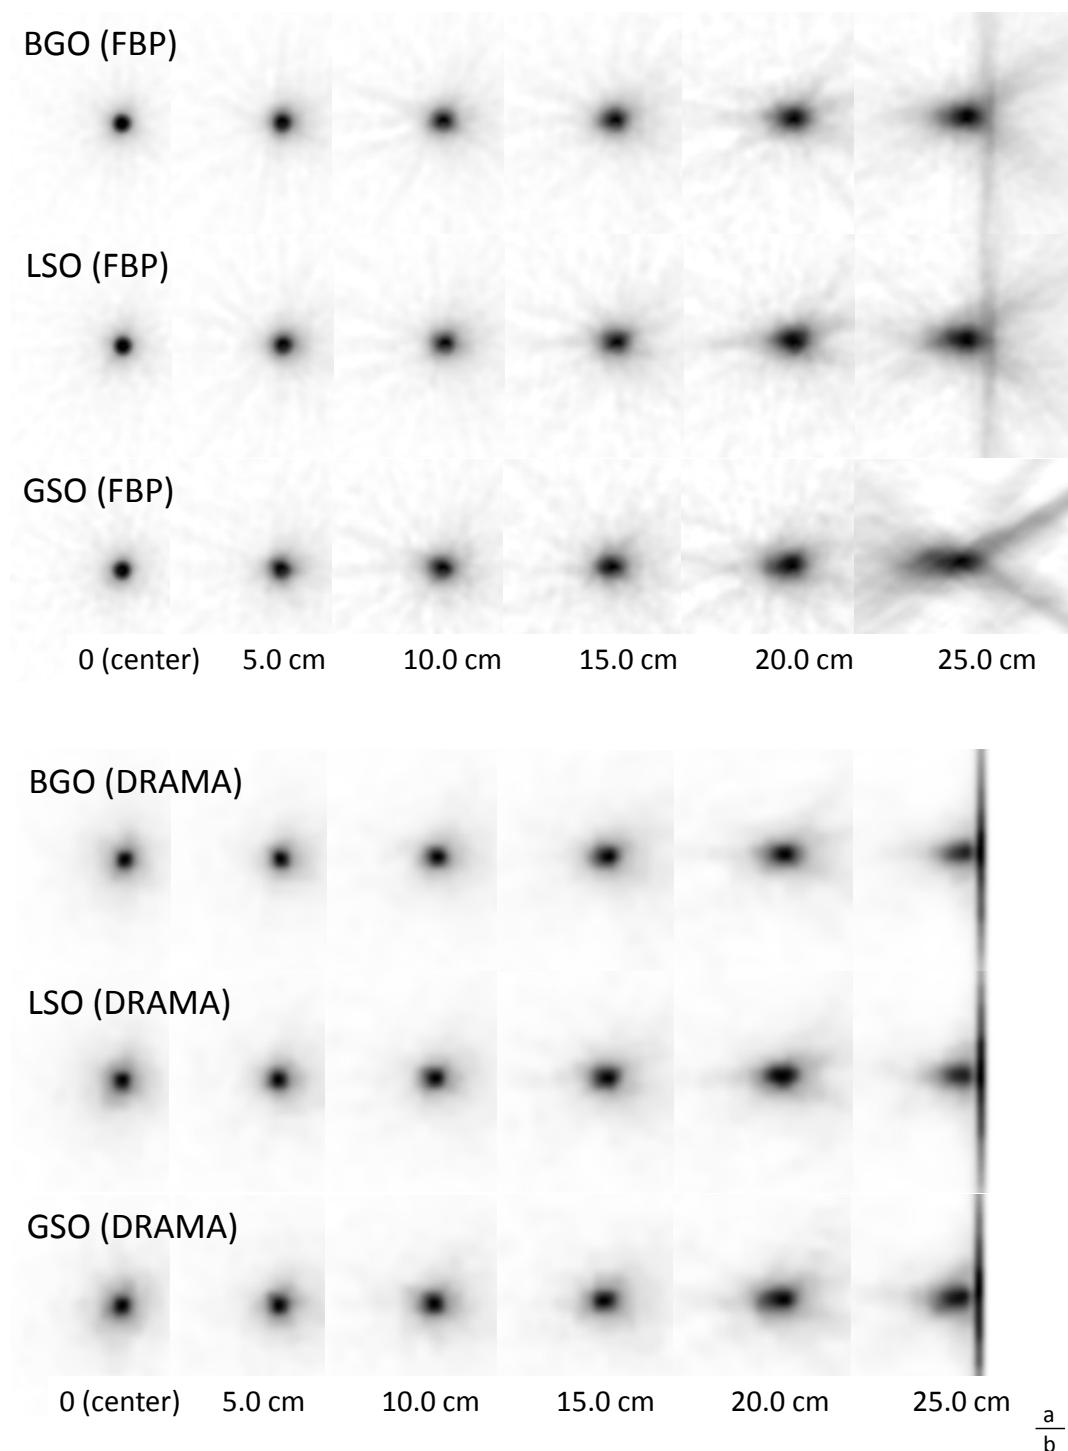 BGO (FBP)
LSO (FBP)
GSO (FBP)
0 (center) 5.0 cm 10.0 cm 15.0 cm 20.0 cm 25.0 cm
BGO (DRAMA)
LSO (DRAMA)
GSO (DRAMA)
0 (center) 5.0 cm 10.0 cm 15.0 cm 20.0 cm 25.0 cm
a
b